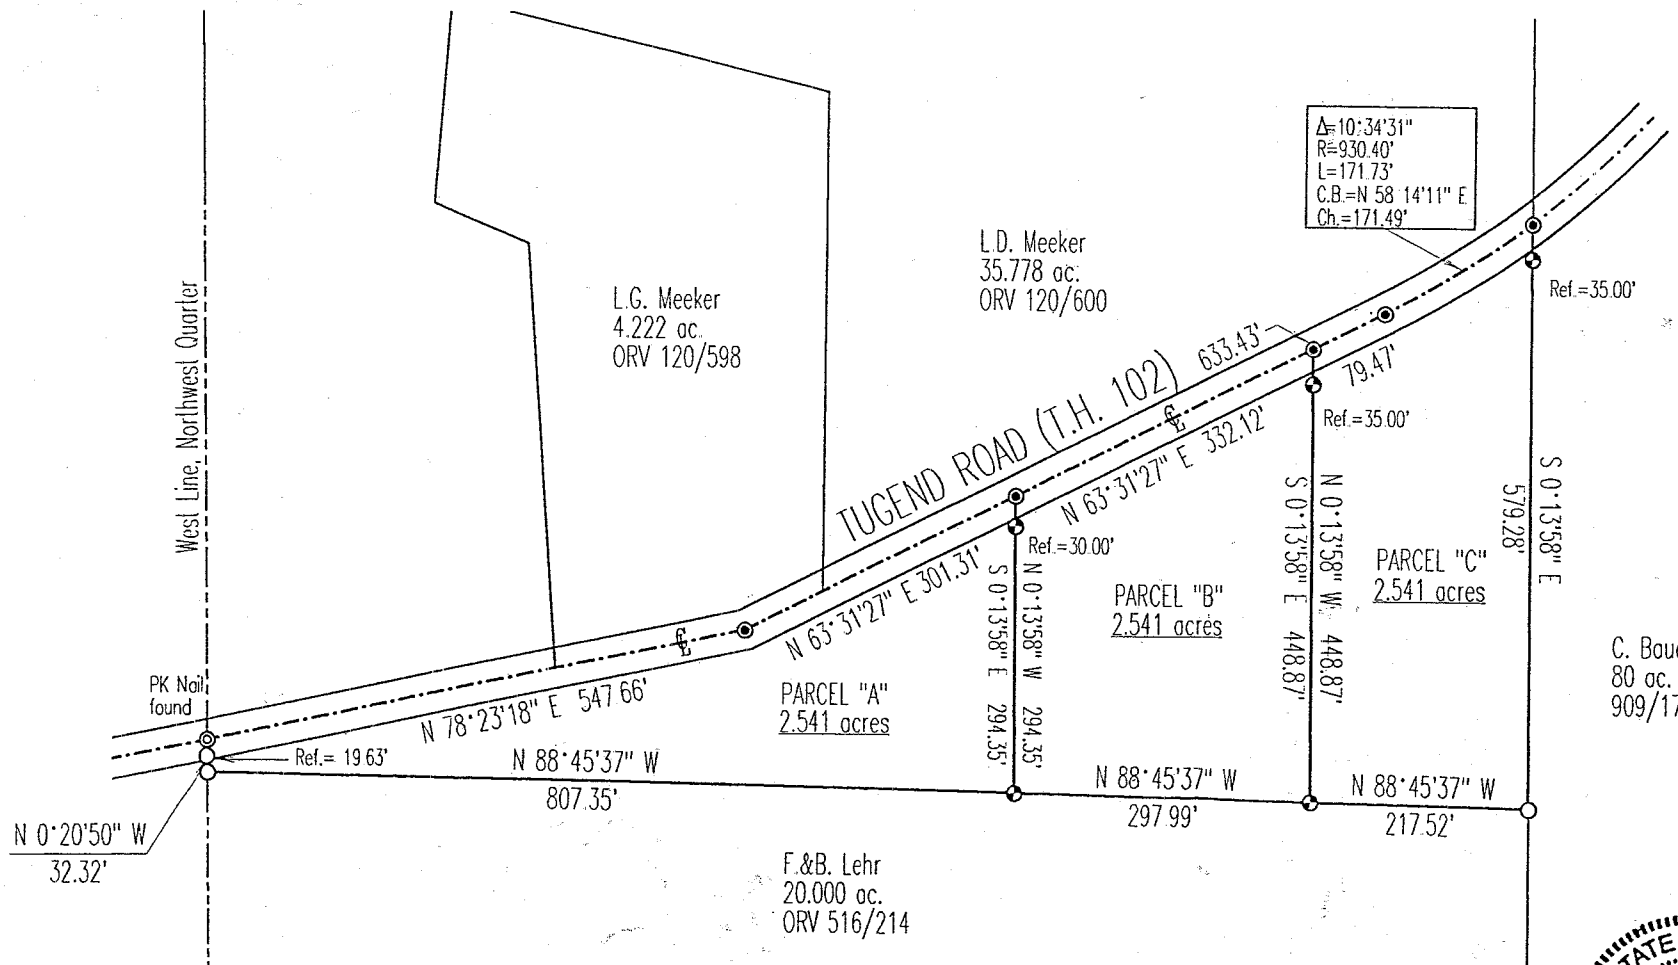 Δ=10°34'31"
R=930.40'
L=171.73'
C.B.=N 58 14'11" E
Ch.=171.49'
L.D. Meeker
35.778 ac.
ORV 120/600
L.G. Meeker
4.222 ac.
ORV 120/598
West Line, Northwest Quarter
Ref.=35.00'
TUGEND ROAD (T.H. 102)
633.43'
79.47'
Ref.=35.00'
N 63°31'27" E 332.12'
Ref.=30.00'
N 63°31'27" E 301.31'
N 78°23'18" E 547.66'
S 0°13'58" E 294.35'
N 0°13'58" W 294.35'
S 0°13'58" E 448.87'
N 0°13'58" W 448.87'
S 0°13'58" E
579.28'
PARCEL "C"
2.541 acres
PARCEL "B"
2.541 acres
PARCEL "A"
2.541 acres
PK Nail
found
Ref.= 19.63'
N 88°45'37" W
807.35'
N 88°45'37" W
297.99'
N 88°45'37" W
217.52'
N 0°20'50" W
32.32'
F.&B. Lehr
20.000 ac.
ORV 516/214
C.
80 ac.
909/17